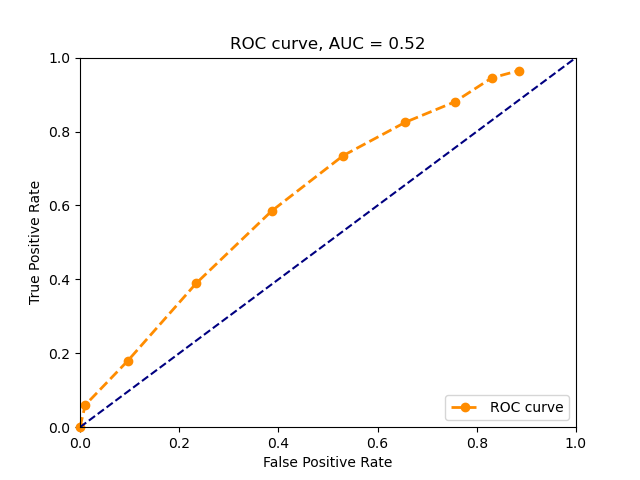 ROC curve, AUC = 0.52
True Positive Rate
1.0
0.8
0.6
0.4
0.2
0.0
ROC curve
0.0 0.2 0.4 0.6 0.8 1.0
False Positive Rate